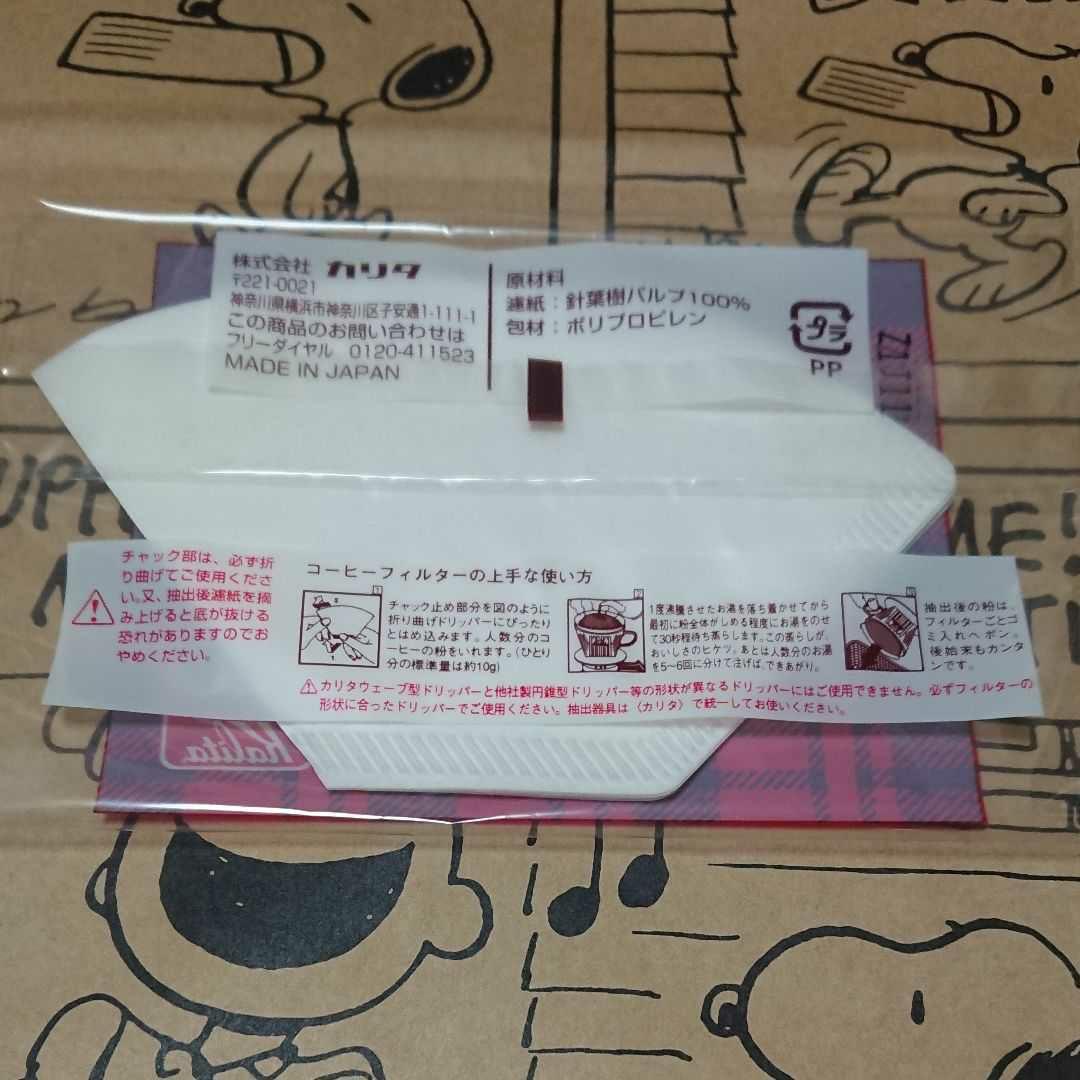 株式会社 カリタ
〒221-0021
神奈川県横浜市神奈川区子安通1-111-1
この商品のお問い合わせは
フリーダイヤル 0120-411523
MADE IN JAPAN
原材料
濾紙：針葉樹パルプ100%
包材：ポリプロピレン
プラ
PP
チャック部は、必ず折
り曲げてご使用くださ
い。又、抽出後濾紙を摘
み上げると底が抜ける
恐れがありますのでお
やめください。
コーヒーフィルターの上手な使い方
1
チャック止め部分を図のように
折り曲げドリッパーにぴったり
とはめ込みます。人数分のコ
ーヒーの粉をいれます。(ひとり
分の標準量は約10g)
2
1度沸騰させたお湯を落ち着かせてから
最初に粉全体がしめる程度にお湯をのせ
て30秒程待ち蒸らします。この蒸らしが、
おいしさのヒケツ。あとは人数分のお湯
を5~6回に分けて注げば、できあがり。
3
抽出後の粉は、
フィルターごとゴ
ミ入れへポン。
後始末もカンタ
ンです。
カリタウェーブ型ドリッパーと他社製円錐型ドリッパー等の形状が異なるドリッパーにはご使用できません。必ずフィルターの
形状に合ったドリッパーでご使用ください。抽出器具は〈カリタ〉で統一してお使いください。
Kalita
UPP
ME!